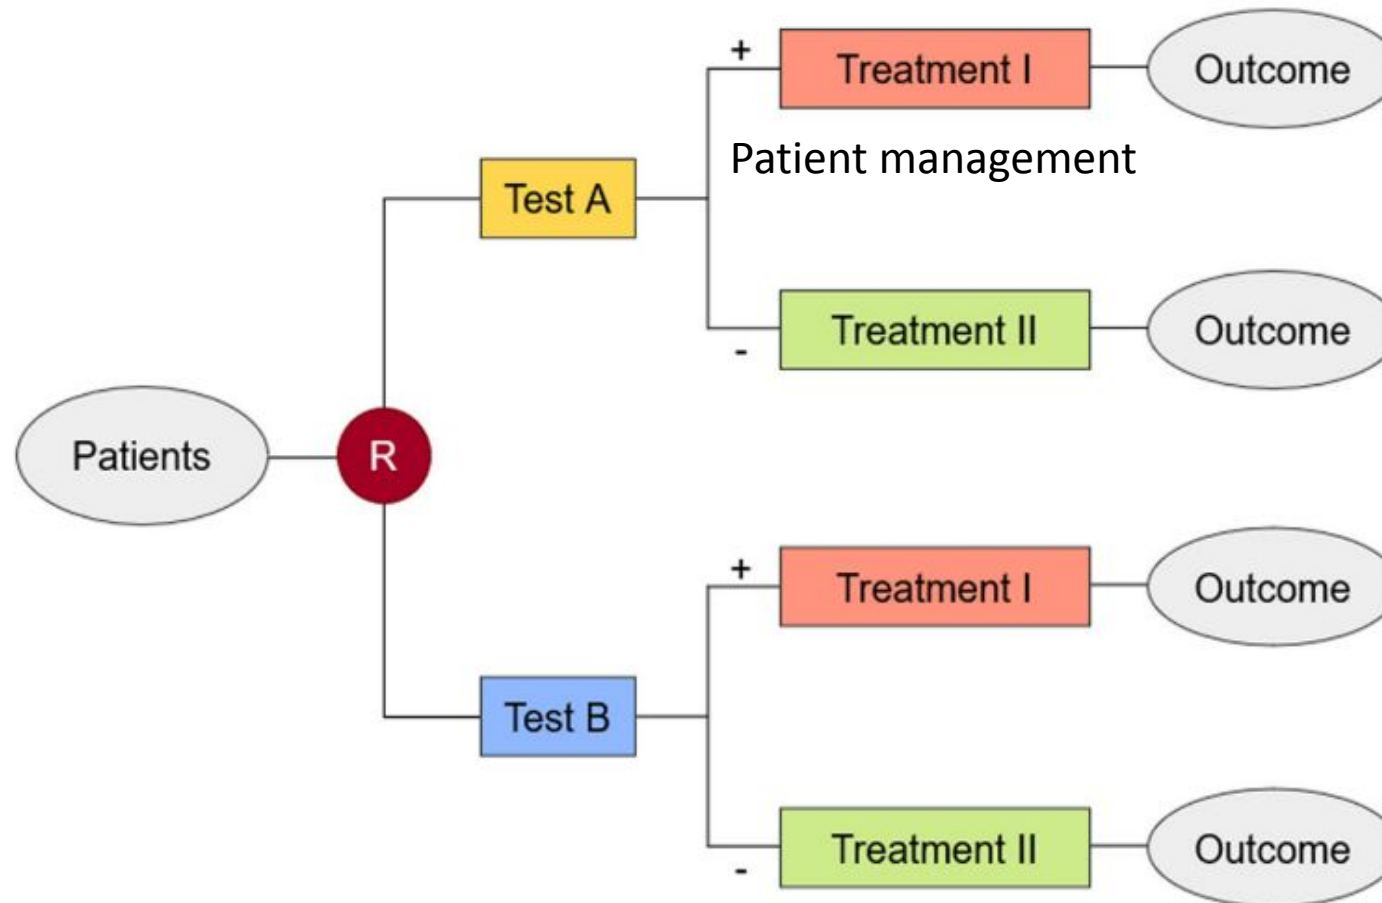 +
Treatment I
Outcome
Patient management
Test A
Treatment II
Outcome
-
Patients
R
+
Treatment I
Outcome
Test B
Treatment II
Outcome
-